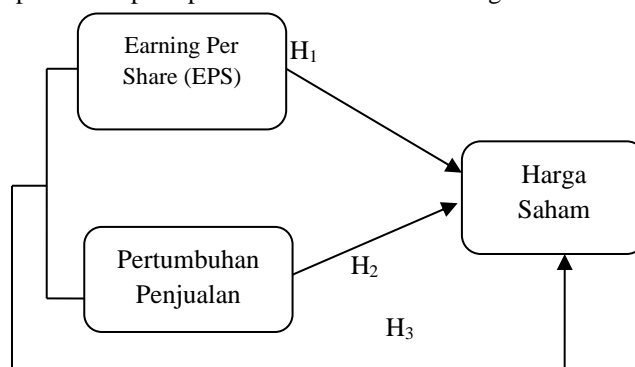 Earning Per
Share (EPS)
H₁
Harga
Saham
Pertumbuhan
Penjualan
H₂
H₃